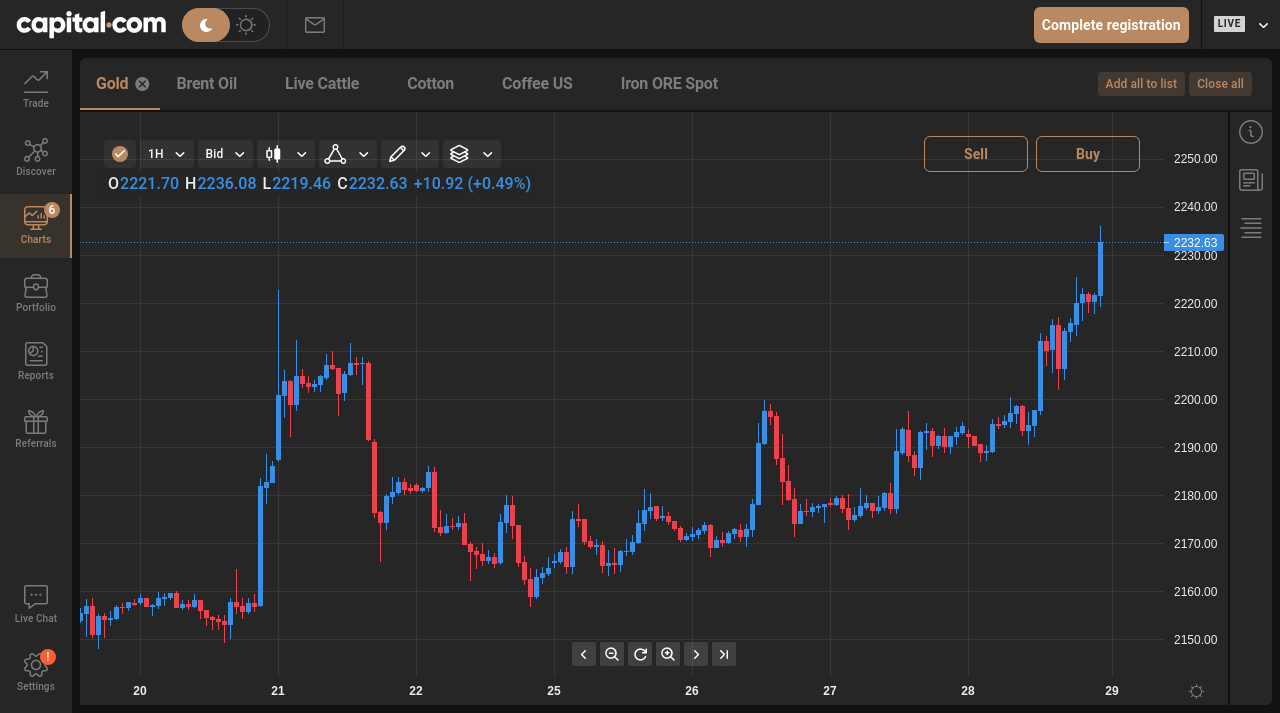 capital.com
Complete registration
LIVE
Trade
Discover
6
Charts
Portfolio
Reports
Referrals
Live Chat
!
Settings
Gold
Brent Oil
Live Cattle
Cotton
Coffee US
Iron ORE Spot
Add all to list
Close all
1H
Bid
Sell
Buy
O2221.70 H2236.08 L2219.46 C2232.63 +10.92 (+0.49%)
2250.00
2240.00
2232.63
2230.00
2220.00
2210.00
2200.00
2190.00
2180.00
2170.00
2160.00
2150.00
20
21
22
25
26
27
28
29